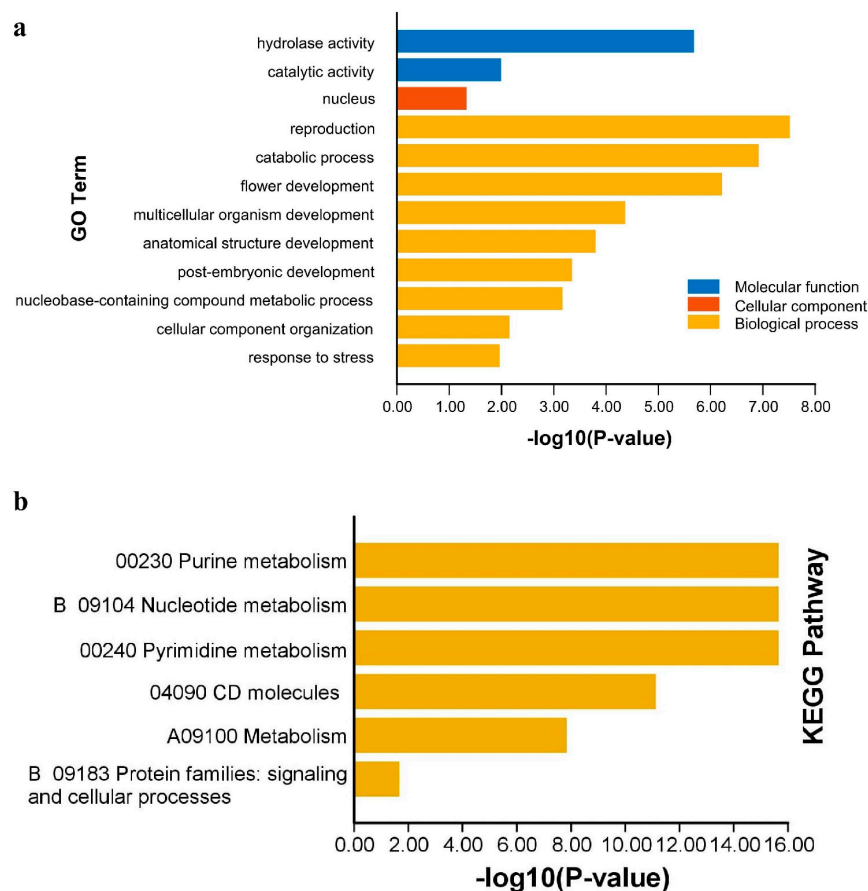 a
hydrolase activity
catalytic activity
nucleus
reproduction
catabolic process
flower development
multicellular organism development
anatomical structure development
post-embryonic development
nucleobase-containing compound metabolic process
cellular component organization
response to stress
GO Term
Molecular function
Cellular component
Biological process
0.00 1.00 2.00 3.00 4.00 5.00 6.00 7.00 8.00
-log10(P-value)
b
00230 Purine metabolism
B 09104 Nucleotide metabolism
00240 Pyrimidine metabolism
04090 CD molecules
A09100 Metabolism
B 09183 Protein families: signaling
and cellular processes
KEGG Pathway
0.00 2.00 4.00 6.00 8.00 10.00 12.00 14.00 16.00
-log10(P-value)